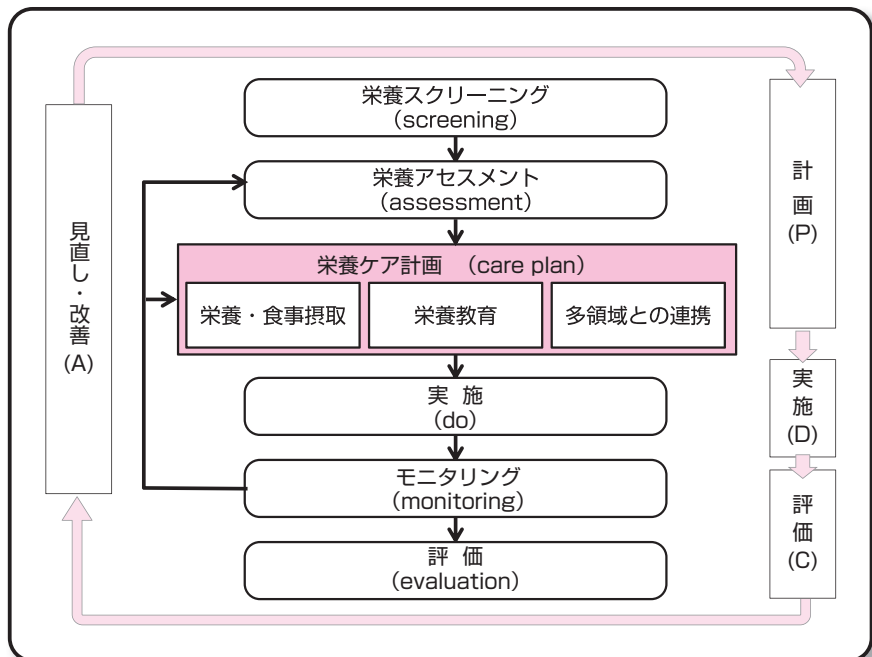 栄養スクリーニング
(screening)
栄養アセスメント
(assessment)
栄養ケア計画 (care plan)
栄養・食事摂取
栄養教育
多領域との連携
実 施
(do)
モニタリング
(monitoring)
評 価
(evaluation)
見直し・改善
(A)
計画
(P)
実施
(D)
評価
(C)